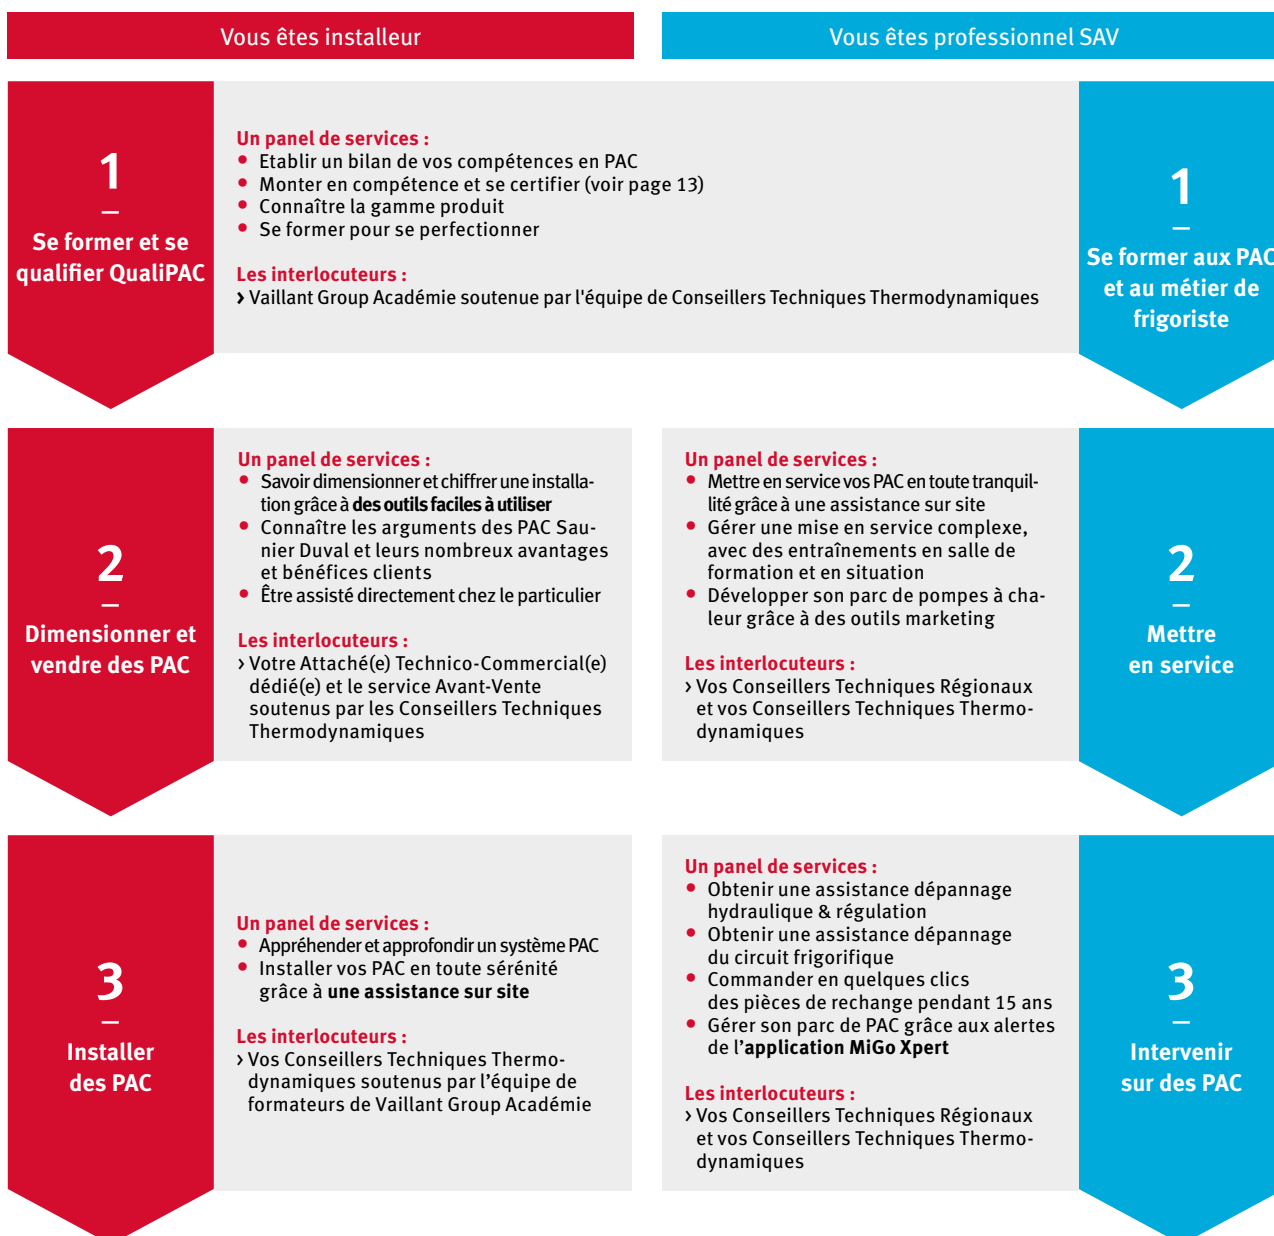 Vous êtes installeur
Vous êtes professionnel SAV
1
—
Se former et se
qualifier QualiPAC
Un panel de services :
• Etablir un bilan de vos compétences en PAC
• Monter en compétence et se certifier (voir page 13)
• Connaître la gamme produit
• Se former pour se perfectionner
Les interlocuteurs :
› Vaillant Group Académie soutenue par l'équipe de Conseillers Techniques Thermodynamiques
1
—
Se former aux PAC
et au métier de
frigoriste
2
—
Dimensionner et
vendre des PAC
Un panel de services :
• Savoir dimensionner et chiffrer une installa-
tion grâce à des outils faciles à utiliser
• Connaître les arguments des PAC Sau-
nier Duval et leurs nombreux avantages
et bénéfices clients
• Être assisté directement chez le particulier
Les interlocuteurs :
› Votre Attaché(e) Technico-Commercial(e)
dédié(e) et le service Avant-Vente
soutenus par les Conseillers Techniques
Thermodynamiques
Un panel de services :
• Mettre en service vos PAC en toute tranquil-
lité grâce à une assistance sur site
• Gérer une mise en service complexe,
avec des entraînements en salle de
formation et en situation
• Développer son parc de pompes à cha-
leur grâce à des outils marketing
Les interlocuteurs :
› Vos Conseillers Techniques Régionaux
et vos Conseillers Techniques Thermo-
dynamiques
2
—
Mettre
en service
3
—
Installer
des PAC
Un panel de services :
• Appréhender et approfondir un système PAC
• Installer vos PAC en toute sérénité
grâce à une assistance sur site
Les interlocuteurs :
› Vos Conseillers Techniques Thermo-
dynamiques soutenus par l’équipe de
formateurs de Vaillant Group Académie
Un panel de services :
• Obtenir une assistance dépannage
hydraulique & régulation
• Obtenir une assistance dépannage
du circuit frigorifique
• Commander en quelques clics
des pièces de rechange pendant 15 ans
• Gérer son parc de PAC grâce aux alertes
de l’application MiGo Xpert
Les interlocuteurs :
› Vos Conseillers Techniques Régionaux
et vos Conseillers Techniques Thermo-
dynamiques
3
—
Intervenir
sur des PAC